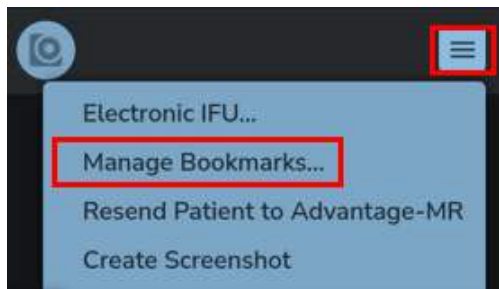 Electronic IFU...
Manage Bookmarks...
Resend Patient to Advantage-MR
Create Screenshot